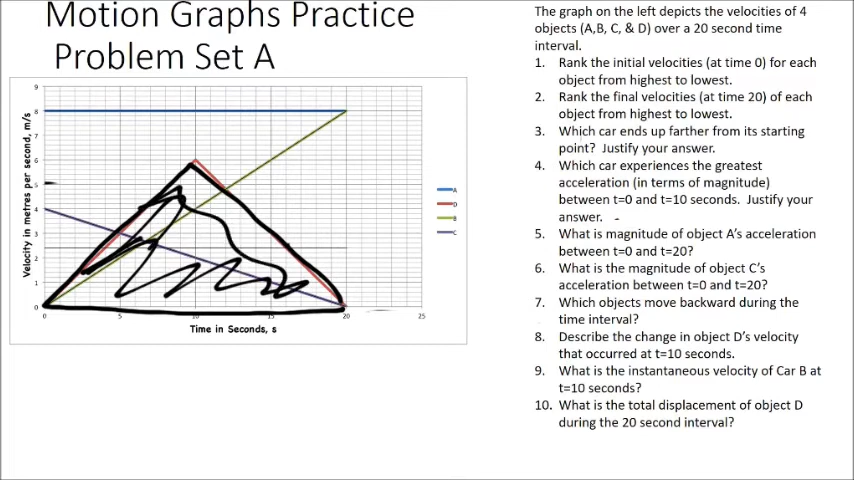 Motion Graphs Practice
Problem Set A
The graph on the left depicts the velocities of 4
objects (A,B, C, & D) over a 20 second time
interval.
1. Rank the initial velocities (at time 0) for each
object from highest to lowest.
2. Rank the final velocities (at time 20) of each
object from highest to lowest.
3. Which car ends up farther from its starting
point? Justify your answer.
4. Which car experiences the greatest
acceleration (in terms of magnitude)
between t=0 and t=10 seconds. Justify your
answer.
5. What is magnitude of object A's acceleration
between t=0 and t=20?
6. What is the magnitude of object C's
acceleration between t=0 and t=20?
7. Which objects move backward during the
time interval?
8. Describe the change in object D's velocity
that occurred at t=10 seconds.
9. What is the instantaneous velocity of Car B at
t=10 seconds?
10. What is the total displacement of object D
during the 20 second interval?
Velocity in metres per second, m/s
9
8
7
6
5
4
3
2
1
0
0 5 10 15 20 25
Time in Seconds, s
A
D
B
C